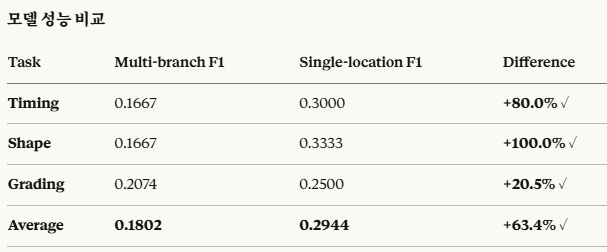 모델 성능 비교
Task Multi-branch F1 Single-location F1 Difference
Timing 0.1667 0.3000 +80.0% ✓
Shape 0.1667 0.3333 +100.0% ✓
Grading 0.2074 0.2500 +20.5% ✓
Average 0.1802 0.2944 +63.4% ✓